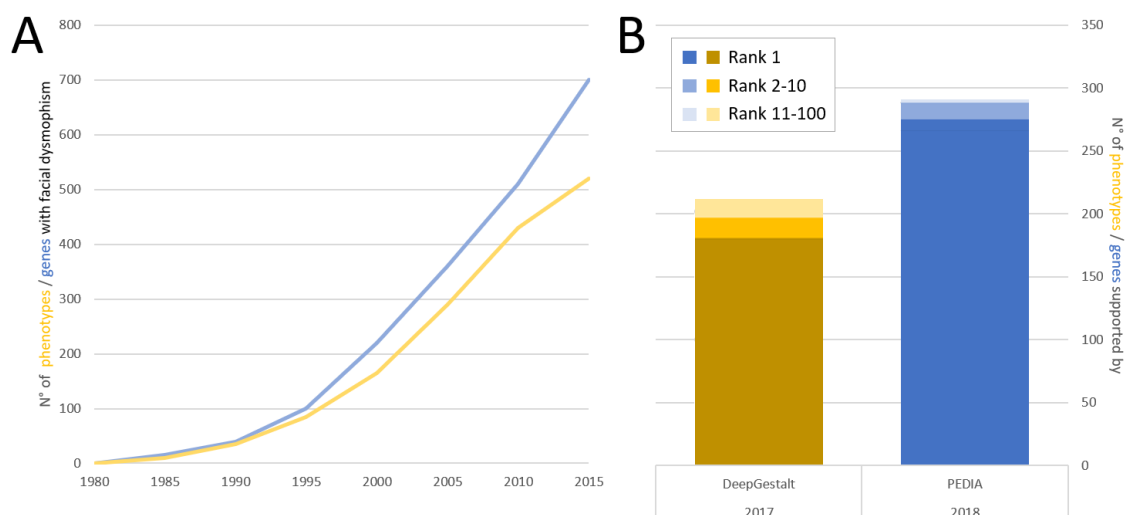 A
N° of phenotypes / genes with facial dysmophism
800
700
600
500
400
300
200
100
0
1980 1985 1990 1995 2000 2005 2010 2015
B
Rank 1
Rank 2-10
Rank 11-100
350
300
250
200
150
100
50
0
N° of phenotypes / genes supported by
DeepGestalt PEDIA
2017 2018